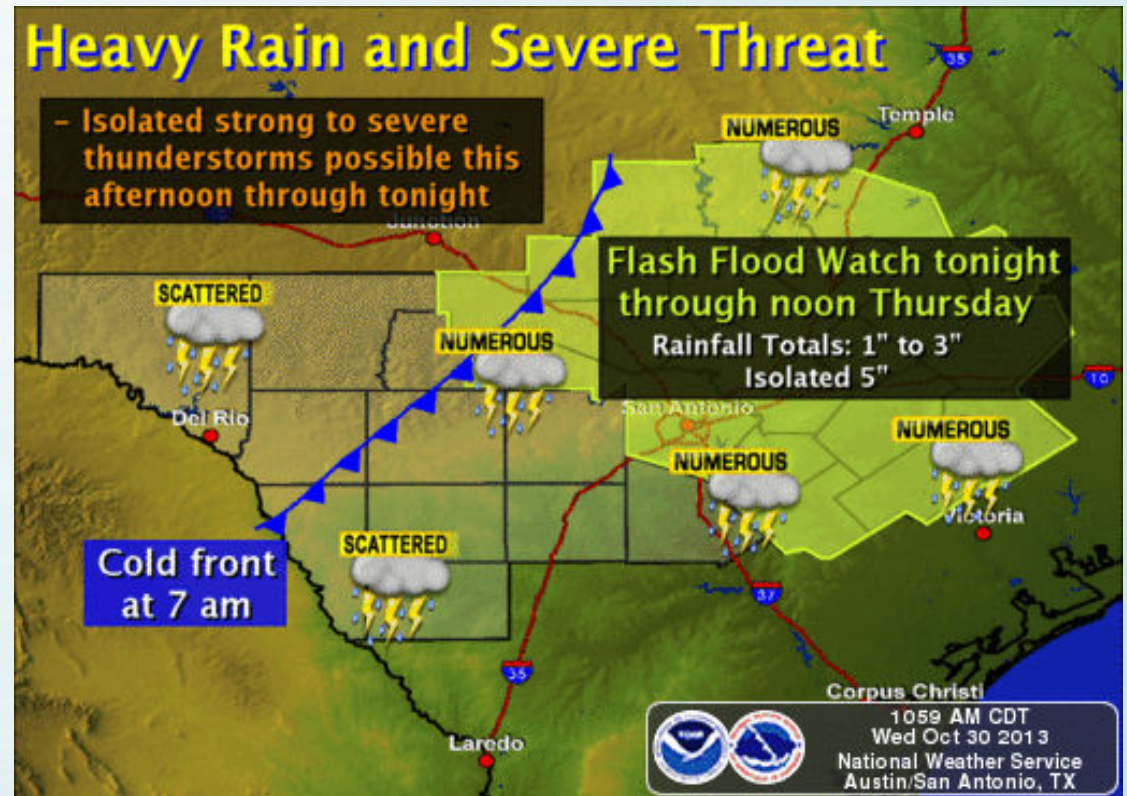 Heavy Rain and Severe Threat
- Isolated strong to severe
thunderstorms possible this
afternoon through tonight
NUMEROUS
Temple
35
Junction
Flash Flood Watch tonight
through noon Thursday
Rainfall Totals: 1" to 3"
Isolated 5"
SCATTERED
NUMEROUS
10
Del Rio
San Antonio
NUMEROUS
NUMEROUS
Victoria
SCATTERED
Cold front
at 7 am
37
35
Laredo
Corpus Christi
NOAA
1059 AM CDT
Wed Oct 30 2013
National Weather Service
Austin/San Antonio, TX